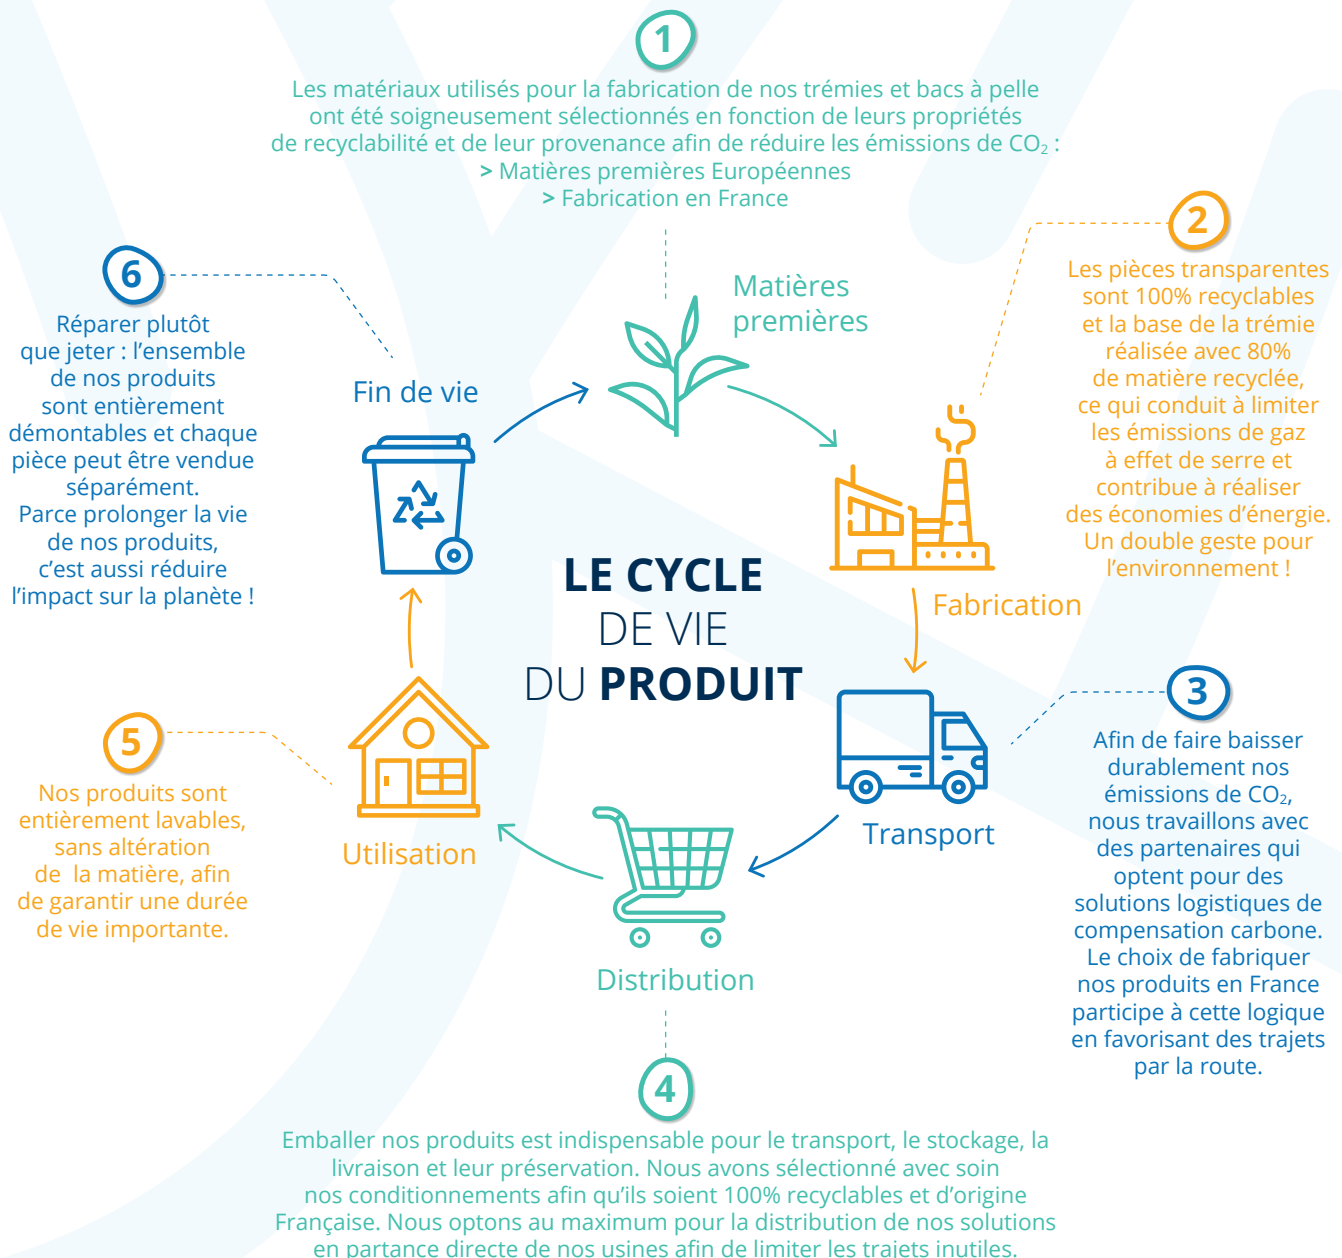 1
Les matériaux utilisés pour la fabrication de nos trémies et bacs à pelle
ont été soigneusement sélectionnés en fonction de leurs propriétés
de recyclabilité et de leur provenance afin de réduire les émissions de CO₂ :
> Matières premières Européennes
> Fabrication en France
Matières
premières
2
Les pièces transparentes
sont 100% recyclables
et la base de la trémie
réalisée avec 80%
de matière recyclée,
ce qui conduit à limiter
les émissions de gaz
à effet de serre et
contribue à réaliser
des économies d’énergie.
Un double geste pour
l’environnement !
Fabrication
3
Afin de faire baisser
durablement nos
émissions de CO₂,
nous travaillons avec
des partenaires qui
optent pour des
solutions logistiques de
compensation carbone.
Le choix de fabriquer
nos produits en France
participe à cette logique
en favorisant des trajets
par la route.
Transport
LE CYCLE
DE VIE
DU PRODUIT
Distribution
4
Emballer nos produits est indispensable pour le transport, le stockage, la
livraison et leur préservation. Nous avons sélectionné avec soin
nos conditionnements afin qu’ils soient 100% recyclables et d’origine
Française. Nous optons au maximum pour la distribution de nos solutions
en partance directe de nos usines afin de limiter les trajets inutiles.
5
Nos produits sont
entièrement lavables,
sans altération
de la matière, afin
de garantir une durée
de vie importante.
Utilisation
6
Réparer plutôt
que jeter : l’ensemble
de nos produits
sont entièrement
démontables et chaque
pièce peut être vendue
séparément.
Parce prolonger la vie
de nos produits,
c’est aussi réduire
l’impact sur la planète !
Fin de vie